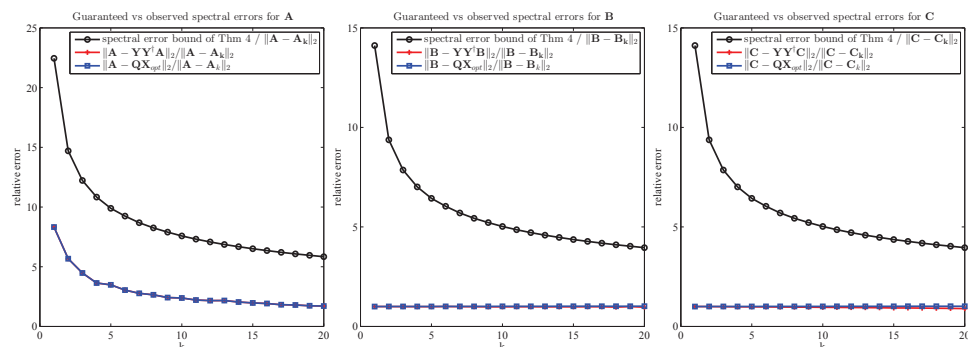 Guaranteed vs observed spectral errors for A
spectral error bound of Thm 4 / ‖A − A_k‖₂
‖A − YY†A‖₂/‖A − A_k‖₂
‖A − QX_opt‖₂/‖A − A_k‖₂
relative error
25
20
15
10
5
0
0 5 10 15 20
k
Guaranteed vs observed spectral errors for B
spectral error bound of Thm 4 / ‖B − B_k‖₂
‖B − YY†B‖₂/‖B − B_k‖₂
‖B − QX_opt‖₂/‖B − B_k‖₂
relative error
15
10
5
0
0 5 10 15 20
k
Guaranteed vs observed spectral errors for C
spectral error bound of Thm 4 / ‖C − C_k‖₂
‖C − YY†C‖₂/‖C − C_k‖₂
‖C − QX_opt‖₂/‖C − C_k‖₂
relative error
15
10
5
0
0 5 10 15 20
k